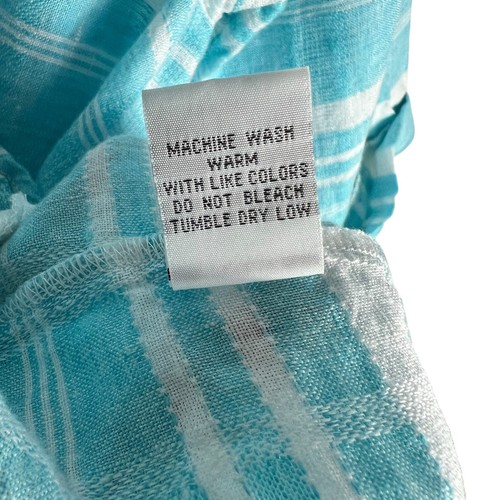 MACHINE WASH
WARM
WITH LIKE COLORS
DO NOT BLEACH
TUMBLE DRY LOW